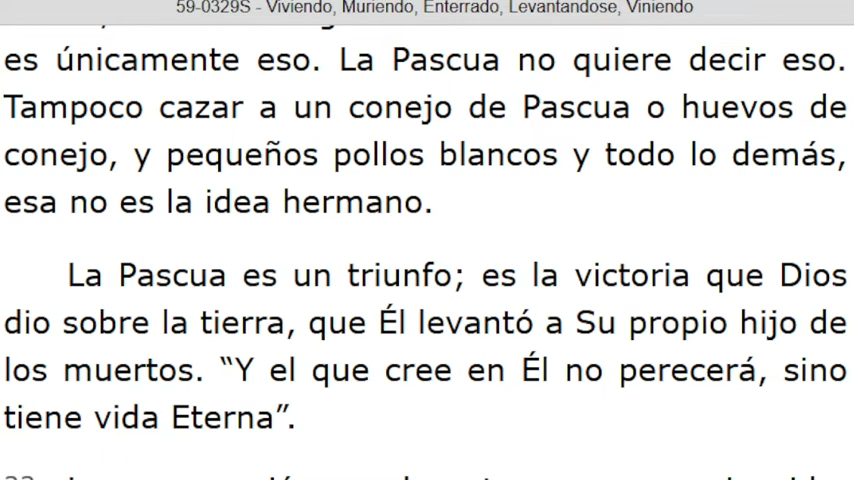 59-0329S - Viviendo, Muriendo, Enterrado, Levantandose, Viniendo
es únicamente eso. La Pascua no quiere decir eso.
Tampoco cazar a un conejo de Pascua o huevos de
conejo, y pequeños pollos blancos y todo lo demás,
esa no es la idea hermano.
La Pascua es un triunfo; es la victoria que Dios
dio sobre la tierra, que Él levantó a Su propio hijo de
los muertos. “Y el que cree en Él no perecerá, sino
tiene vida Eterna”.